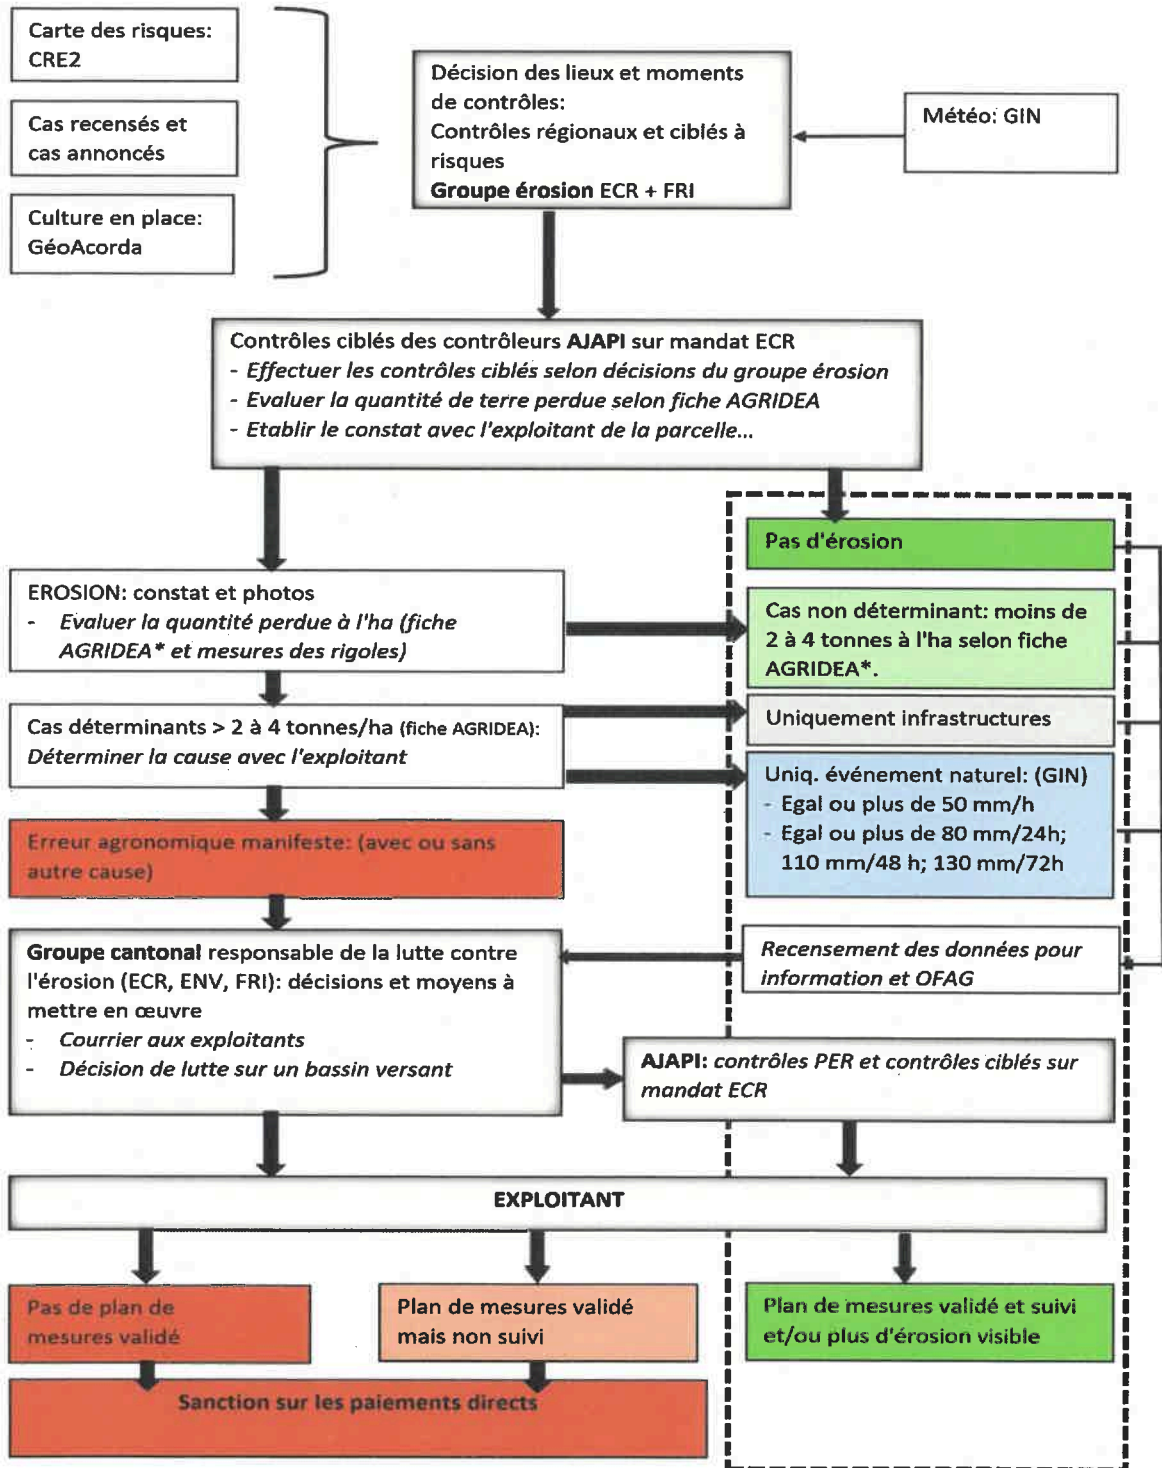 Carte des risques:
CRE2
Cas recensés et
cas annoncés
Culture en place:
GéoAcorda
Décision des lieux et moments
de contrôles:
Contrôles régionaux et ciblés à
risques
Groupe érosion ECR + FRI
Météo: GIN
Contrôles ciblés des contrôleurs AJAPI sur mandat ECR
- Effectuer les contrôles ciblés selon décisions du groupe érosion
- Evaluer la quantité de terre perdue selon fiche AGRIDEA
- Etablir le constat avec l'exploitant de la parcelle...
Pas d'érosion
EROSION: constat et photos
- Evaluer la quantité perdue à l'ha (fiche
AGRIDEA* et mesures des rigoles)
Cas non déterminant: moins de
2 à 4 tonnes à l'ha selon fiche
AGRIDEA*.
Cas déterminants > 2 à 4 tonnes/ha (fiche AGRIDEA):
Déterminer la cause avec l'exploitant
Uniquement infrastructures
Uniq. événement naturel: (GIN)
- Egal ou plus de 50 mm/h
- Egal ou plus de 80 mm/24h;
110 mm/48 h; 130 mm/72h
Erreur agronomique manifeste: (avec ou sans
autre cause)
Groupe cantonal responsable de la lutte contre
l'érosion (ECR, ENV, FRI): décisions et moyens à
mettre en œuvre
- Courrier aux exploitants
- Décision de lutte sur un bassin versant
Recensement des données pour
information et OFAG
AJAPI: contrôles PER et contrôles ciblés sur
mandat ECR
EXPLOITANT
Pas de plan de
mesures validé
Plan de mesures validé
mais non suivi
Plan de mesures validé et suivi
et/ou plus d'érosion visible
Sanction sur les paiements directs